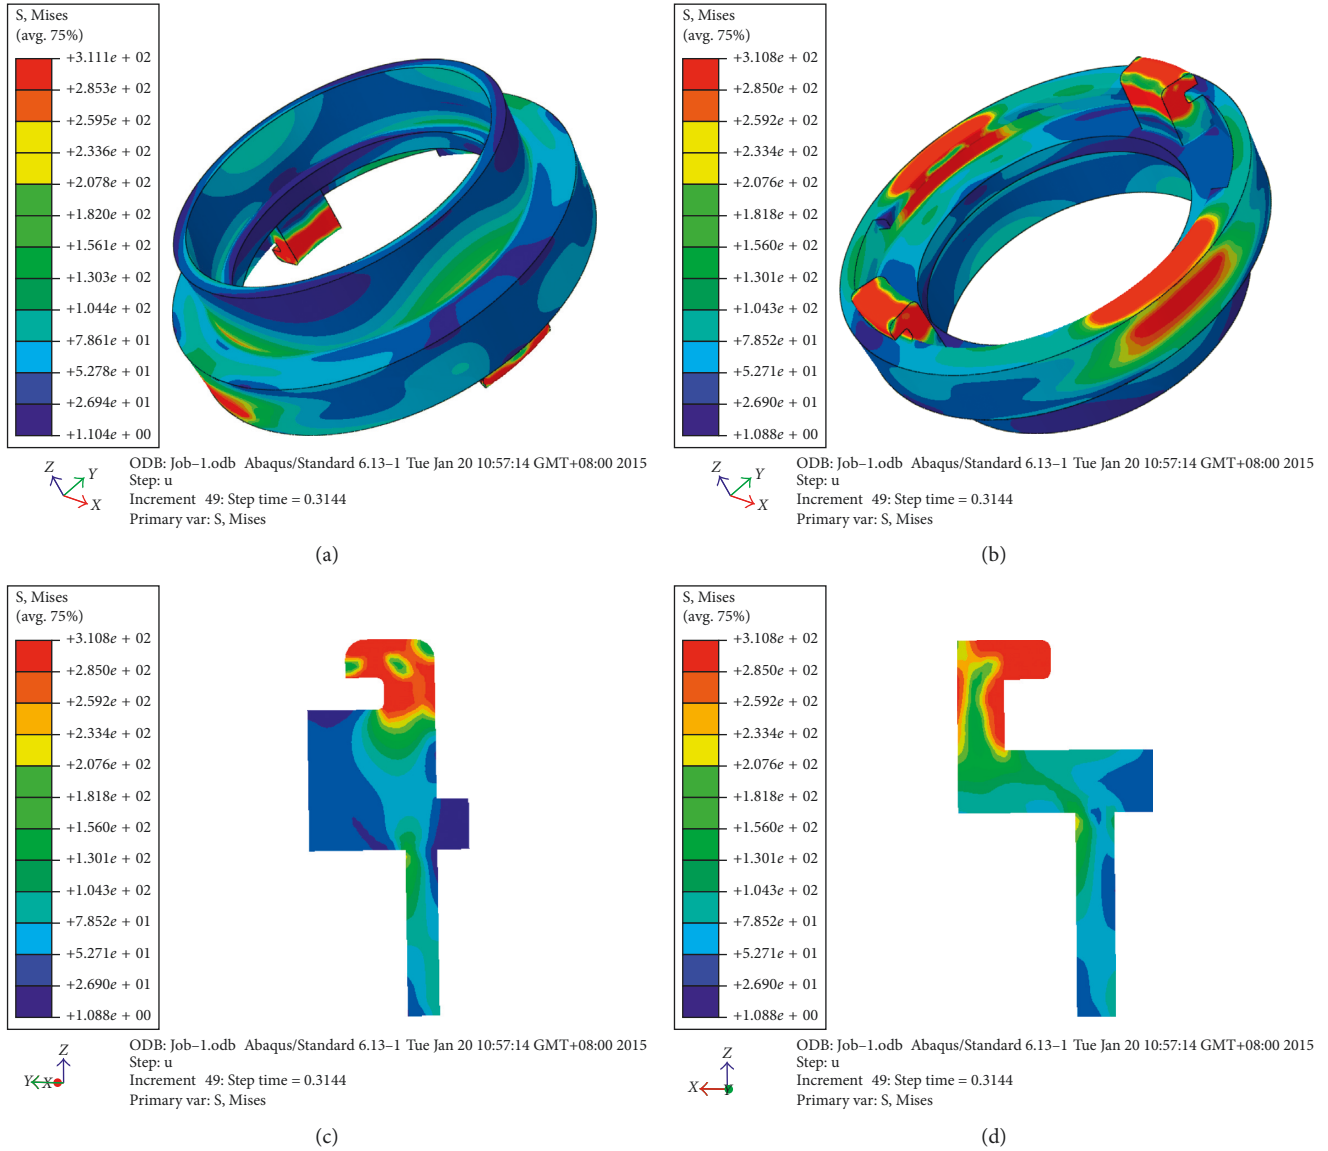 S, Mises
(avg. 75%)
+3.111e + 02
+2.853e + 02
+2.595e + 02
+2.336e + 02
+2.078e + 02
+1.820e + 02
+1.561e + 02
+1.303e + 02
+1.044e + 02
+7.861e + 01
+5.278e + 01
+2.694e + 01
+1.104e + 00
Z
Y
X
ODB: Job–1.odb Abaqus/Standard 6.13–1 Tue Jan 20 10:57:14 GMT+08:00 2015
Step: u
Increment 49: Step time = 0.3144
Primary var: S, Mises
(a)
S, Mises
(avg. 75%)
+3.108e + 02
+2.850e + 02
+2.592e + 02
+2.334e + 02
+2.076e + 02
+1.818e + 02
+1.560e + 02
+1.301e + 02
+1.043e + 02
+7.852e + 01
+5.271e + 01
+2.690e + 01
+1.088e + 00
Z
Y
X
ODB: Job–1.odb Abaqus/Standard 6.13–1 Tue Jan 20 10:57:14 GMT+08:00 2015
Step: u
Increment 49: Step time = 0.3144
Primary var: S, Mises
(b)
S, Mises
(avg. 75%)
+3.108e + 02
+2.850e + 02
+2.592e + 02
+2.334e + 02
+2.076e + 02
+1.818e + 02
+1.560e + 02
+1.301e + 02
+1.043e + 02
+7.852e + 01
+5.271e + 01
+2.690e + 01
+1.088e + 00
Z
Y X
ODB: Job–1.odb Abaqus/Standard 6.13–1 Tue Jan 20 10:57:14 GMT+08:00 2015
Step: u
Increment 49: Step time = 0.3144
Primary var: S, Mises
(c)
S, Mises
(avg. 75%)
+3.108e + 02
+2.850e + 02
+2.592e + 02
+2.334e + 02
+2.076e + 02
+1.818e + 02
+1.560e + 02
+1.301e + 02
+1.043e + 02
+7.852e + 01
+5.271e + 01
+2.690e + 01
+1.088e + 00
Z
X Y
ODB: Job–1.odb Abaqus/Standard 6.13–1 Tue Jan 20 10:57:14 GMT+08:00 2015
Step: u
Increment 49: Step time = 0.3144
Primary var: S, Mises
(d)